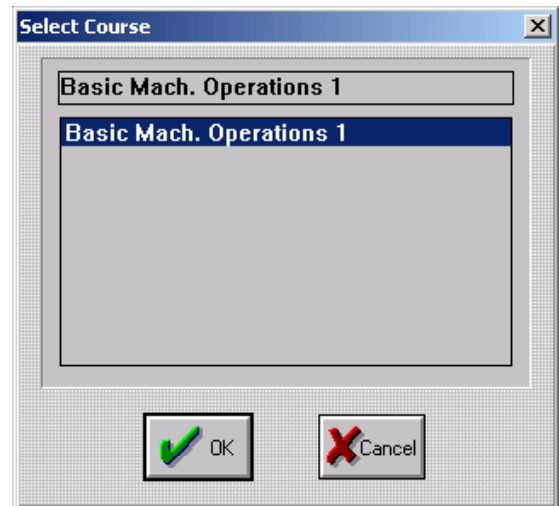 Select Course
Basic Mach. Operations 1
Basic Mach. Operations 1
OK
Cancel